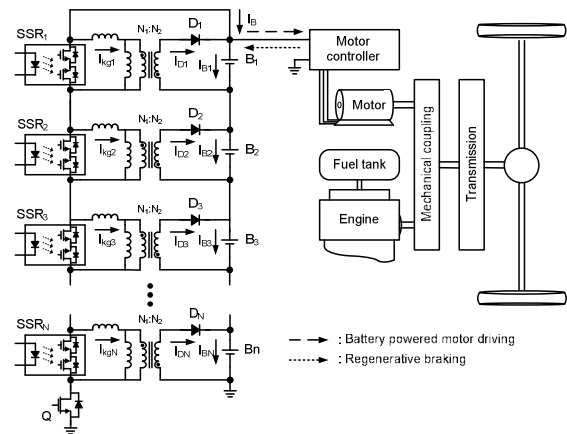 SSR1
N1:N2
D1
IB
Ikg1
ID1
IB1
B1
SSR2
N1:N2
D2
Ikg2
ID2
IB2
B2
SSR3
N1:N2
D3
Ikg3
ID3
IB3
B3
SSRN
N1:N2
DN
IkgN
IDN
IBN
Bn
Q
Motor
controller
Motor
Fuel tank
Engine
Mechanical coupling
Transmission
: Battery powered motor driving
: Regenerative braking